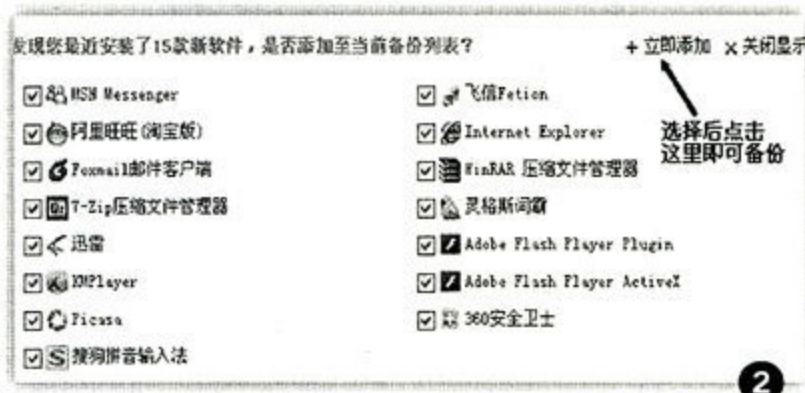 发现您最近安装了15款新软件，是否添加至当前备份列表？ + 立即添加 × 关闭显示
MSN Messenger
飞信Fetion
阿里旺旺(淘宝版)
Internet Explorer
选择后点击
这里即可备份
Foxmail邮件客户端
WinRAR 压缩文件管理器
7-Zip压缩文件管理器
灵格斯词霸
迅雷
Adobe Flash Player Plugin
KMPlayer
Adobe Flash Player ActiveX
Picasa
360安全卫士
搜狗拼音输入法
2